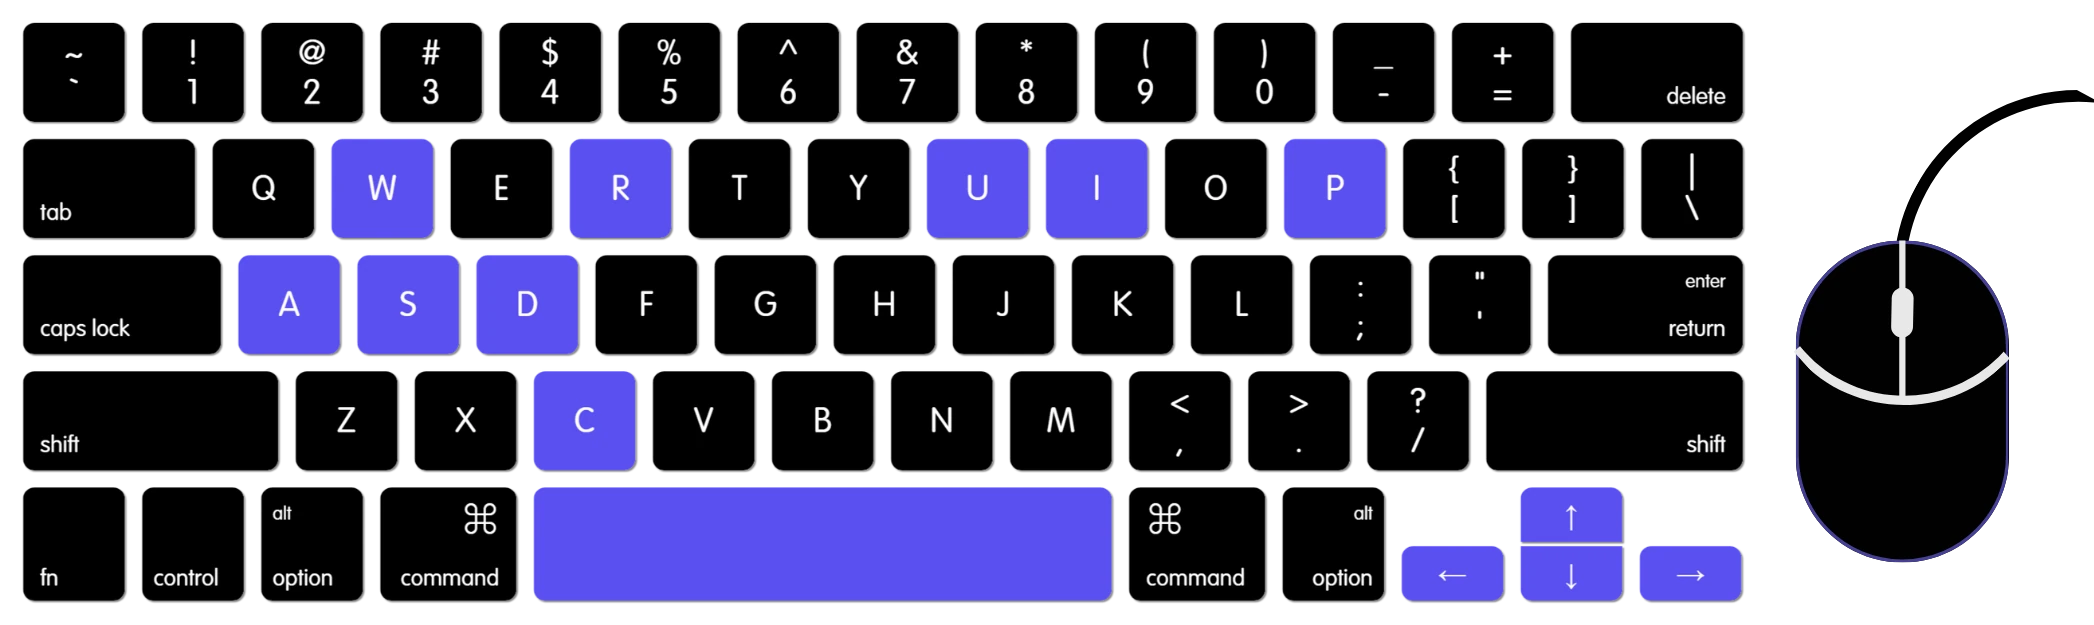 ~ ! @ # $ % ^ & * ( ) _ +
` 1 2 3 4 5 6 7 8 9 0 - = delete
tab Q W E R T Y U I O P { } |
[ ] \
caps lock A S D F G H J K L : " enter
; ' return
shift Z X C V B N M < > ? shift
, . /
alt ⌘ ⌘ alt ↑
fn control option command command option ← ↓ →